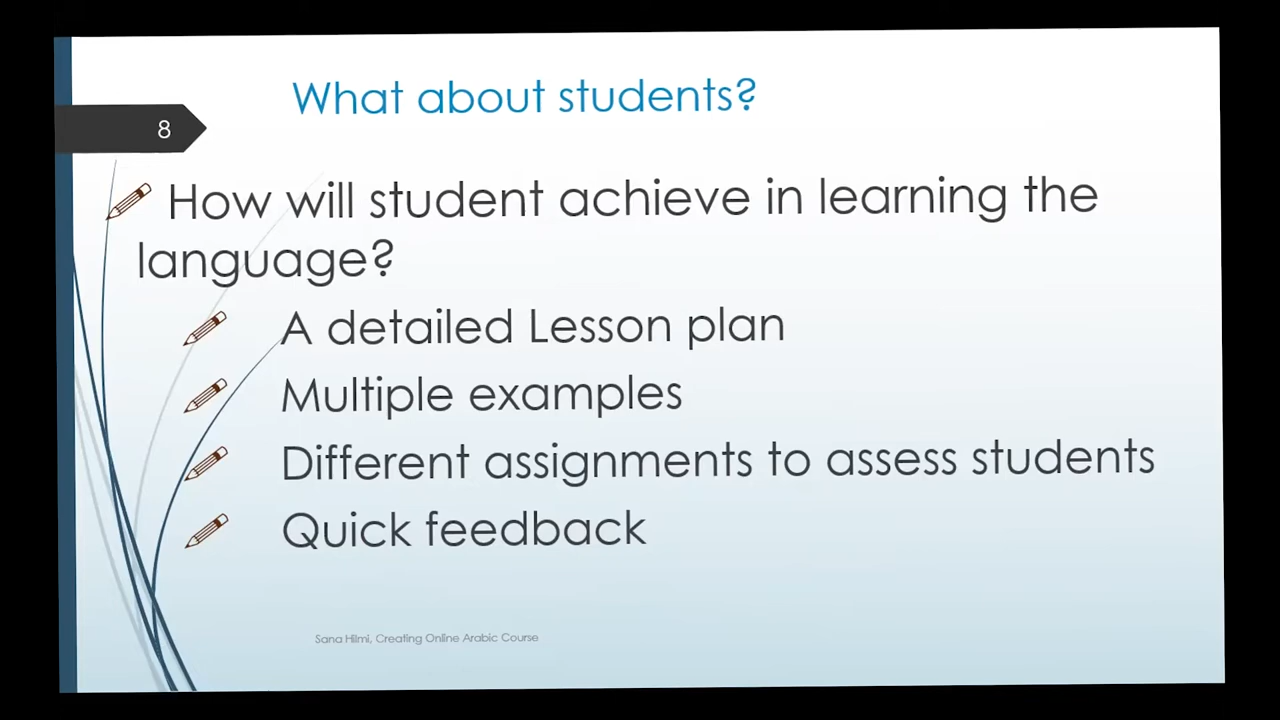 What about students?
8
How will student achieve in learning the
language?
A detailed Lesson plan
Multiple examples
Different assignments to assess students
Quick feedback
Sana Hilmi, Creating Online Arabic Course